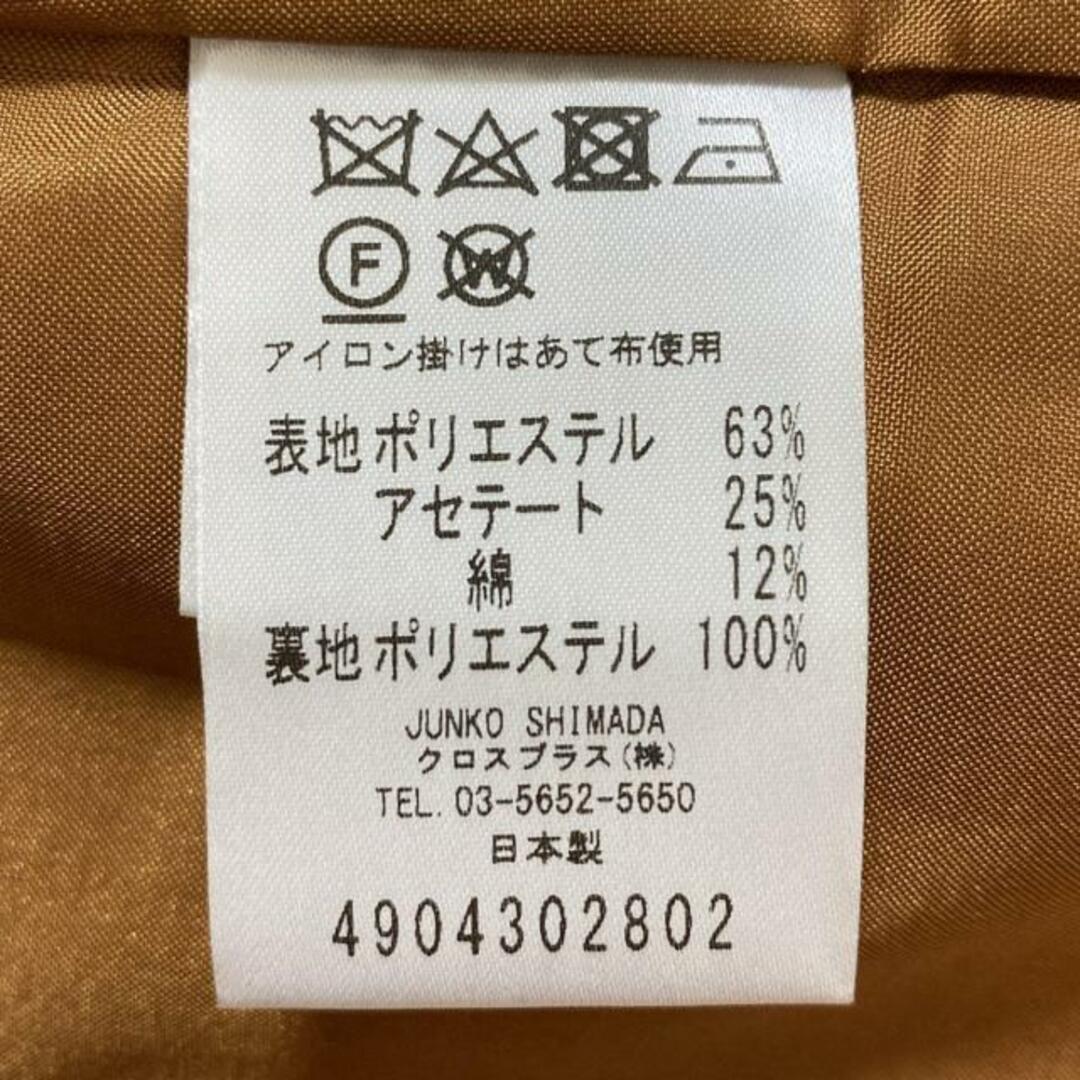 F W
アイロン掛けはあて布使用
表地 ポリエステル 63%
アセテート 25%
綿 12%
裏地 ポリエステル 100%
JUNKO SHIMADA
クロスプラス(株)
TEL. 03-5652-5650
日本製
4904302802